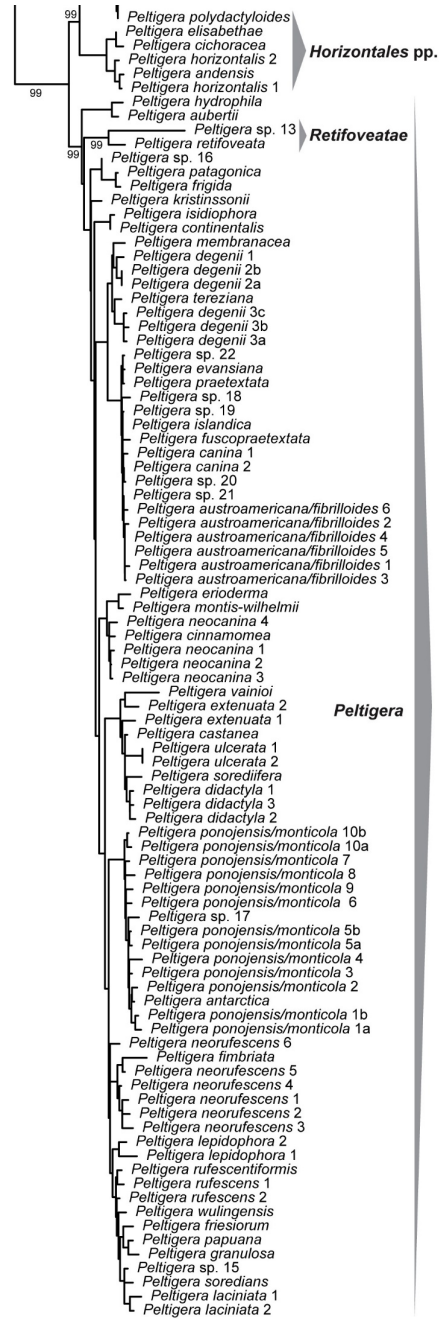 99
Peltigera polydactyloides
Peltigera elisabethae
Peltigera cichoracea
Peltigera horizontalis 2
Peltigera andensis
Peltigera horizontalis 1
Horizontales pp.
99
Peltigera hydrophila
Peltigera aubertii
Peltigera sp. 13
99
Peltigera retifoveata
Retifoveatae
99
Peltigera sp. 16
Peltigera patagonica
Peltigera frigida
Peltigera kristinssonii
Peltigera isidiophora
Peltigera continentalis
Peltigera membranacea
Peltigera degenii 1
Peltigera degenii 2b
Peltigera degenii 2a
Peltigera tereziana
Peltigera degenii 3c
Peltigera degenii 3b
Peltigera degenii 3a
Peltigera sp. 22
Peltigera evansiana
Peltigera praetextata
Peltigera sp. 18
Peltigera sp. 19
Peltigera islandica
Peltigera fuscopraetextata
Peltigera canina 1
Peltigera canina 2
Peltigera sp. 20
Peltigera sp. 21
Peltigera austroamericana/fibrilloides 6
Peltigera austroamericana/fibrilloides 2
Peltigera austroamericana/fibrilloides 4
Peltigera austroamericana/fibrilloides 5
Peltigera austroamericana/fibrilloides 1
Peltigera austroamericana/fibrilloides 3
Peltigera erioderma
Peltigera montis-wilhelmii
Peltigera neocanina 4
Peltigera cinnamomea
Peltigera neocanina 1
Peltigera neocanina 2
Peltigera neocanina 3
Peltigera vainioi
Peltigera extenuata 2
Peltigera
Peltigera extenuata 1
Peltigera castanea
Peltigera ulcerata 1
Peltigera ulcerata 2
Peltigera sorediifera
Peltigera didactyla 1
Peltigera didactyla 3
Peltigera didactyla 2
Peltigera ponojensis/monticola 10b
Peltigera ponojensis/monticola 10a
Peltigera ponojensis/monticola 7
Peltigera ponojensis/monticola 8
Peltigera ponojensis/monticola 9
Peltigera ponojensis/monticola 6
Peltigera sp. 17
Peltigera ponojensis/monticola 5b
Peltigera ponojensis/monticola 5a
Peltigera ponojensis/monticola 4
Peltigera ponojensis/monticola 3
Peltigera ponojensis/monticola 2
Peltigera antarctica
Peltigera ponojensis/monticola 1b
Peltigera ponojensis/monticola 1a
Peltigera neorufescens 6
Peltigera fimbriata
Peltigera neorufescens 5
Peltigera neorufescens 4
Peltigera neorufescens 1
Peltigera neorufescens 2
Peltigera neorufescens 3
Peltigera lepidophora 2
Peltigera lepidophora 1
Peltigera rufescentiformis
Peltigera rufescens 1
Peltigera rufescens 2
Peltigera wulingensis
Peltigera friesiorum
Peltigera papuana
Peltigera granulosa
Peltigera sp. 15
Peltigera soredians
Peltigera laciniata 1
Peltigera laciniata 2